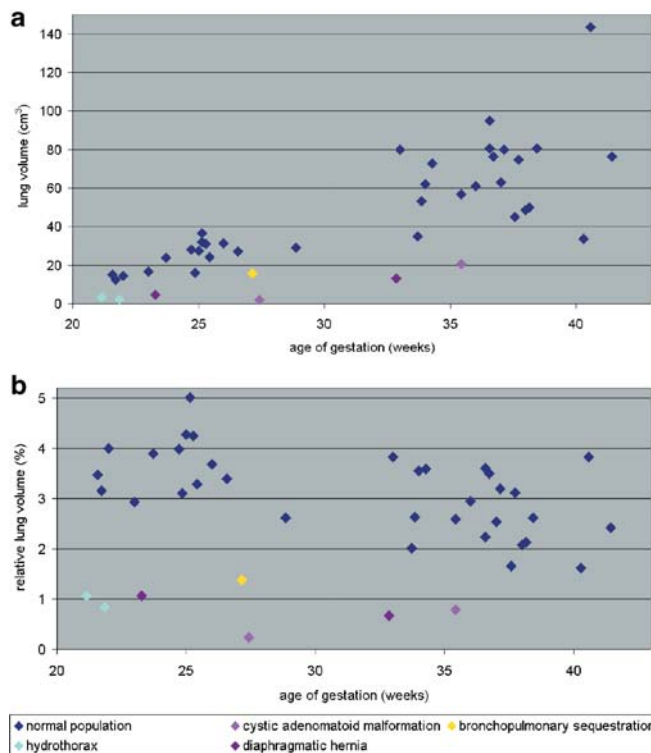 a
140
120
100
80
60
40
20
0
lung volume (cm³)
20 25 30 35 40
age of gestation (weeks)
b
5
4
3
2
1
0
relative lung volume (%)
20 25 30 35 40
age of gestation (weeks)
normal population cystic adenomatoid malformation bronchopulmonary sequestration
hydrothorax diaphragmatic hernia